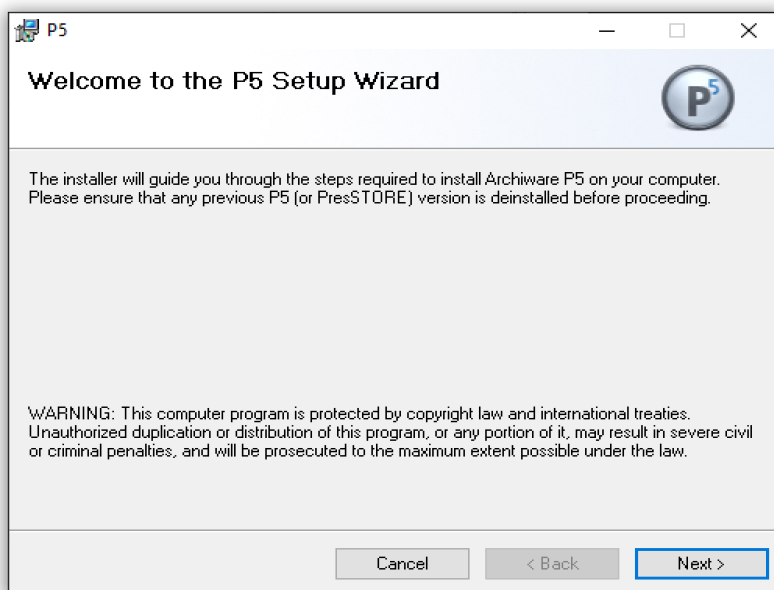 P5
Welcome to the P5 Setup Wizard
P5
The installer will guide you through the steps required to install Archiware P5 on your computer.
Please ensure that any previous P5 (or PresSTORE) version is deinstalled before proceeding.
WARNING: This computer program is protected by copyright law and international treaties.
Unauthorized duplication or distribution of this program, or any portion of it, may result in severe civil
or criminal penalties, and will be prosecuted to the maximum extent possible under the law.
Cancel < Back Next >